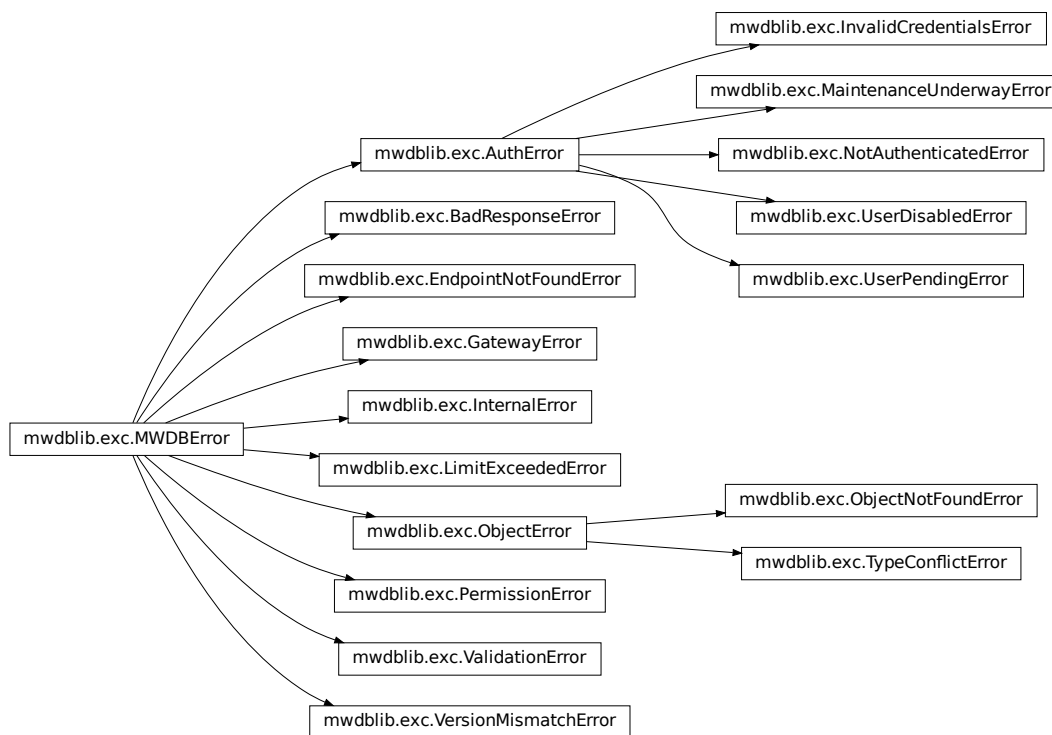 mwdblib.exc.InvalidCredentialsError
mwdblib.exc.MaintenanceUnderwayError
mwdblib.exc.AuthError
mwdblib.exc.NotAuthenticatedError
mwdblib.exc.BadResponseError
mwdblib.exc.UserDisabledError
mwdblib.exc.EndpointNotFoundError
mwdblib.exc.UserPendingError
mwdblib.exc.GatewayError
mwdblib.exc.InternalError
mwdblib.exc.MWDBError
mwdblib.exc.LimitExceededError
mwdblib.exc.ObjectNotFoundError
mwdblib.exc.ObjectError
mwdblib.exc.TypeConflictError
mwdblib.exc.PermissionError
mwdblib.exc.ValidationError
mwdblib.exc.VersionMismatchError